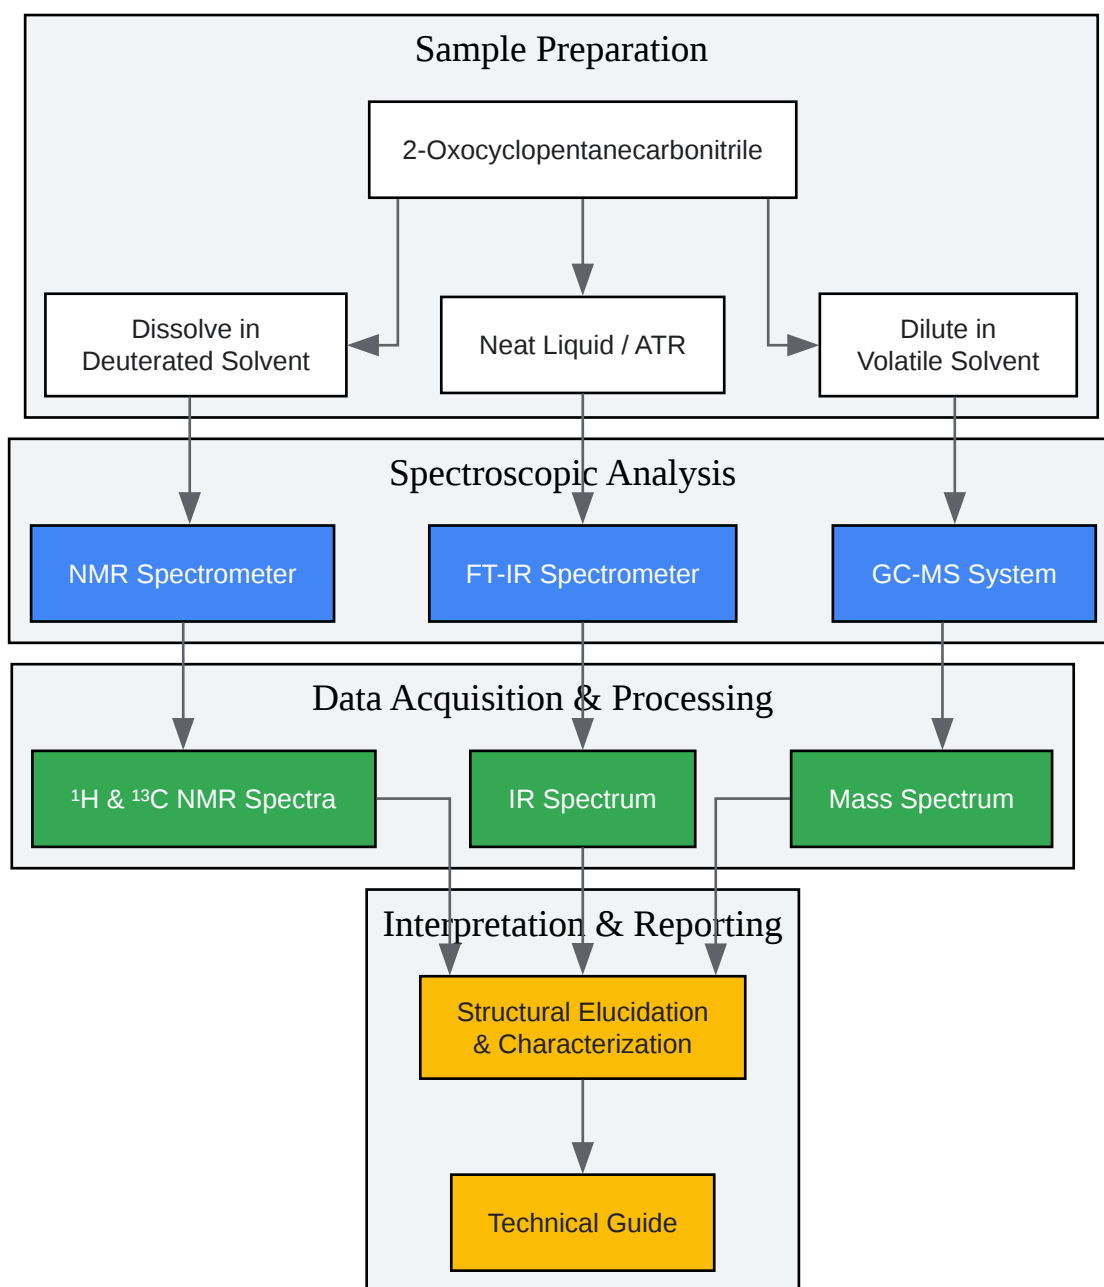 Sample Preparation
2-Oxocyclopentanecarbonitrile
Dissolve in
Deuterated Solvent
Neat Liquid / ATR
Dilute in
Volatile Solvent
Spectroscopic Analysis
NMR Spectrometer
FT-IR Spectrometer
GC-MS System
Data Acquisition & Processing
¹H & ¹³C NMR Spectra
IR Spectrum
Mass Spectrum
Interpretation & Reporting
Structural Elucidation
& Characterization
Technical Guide